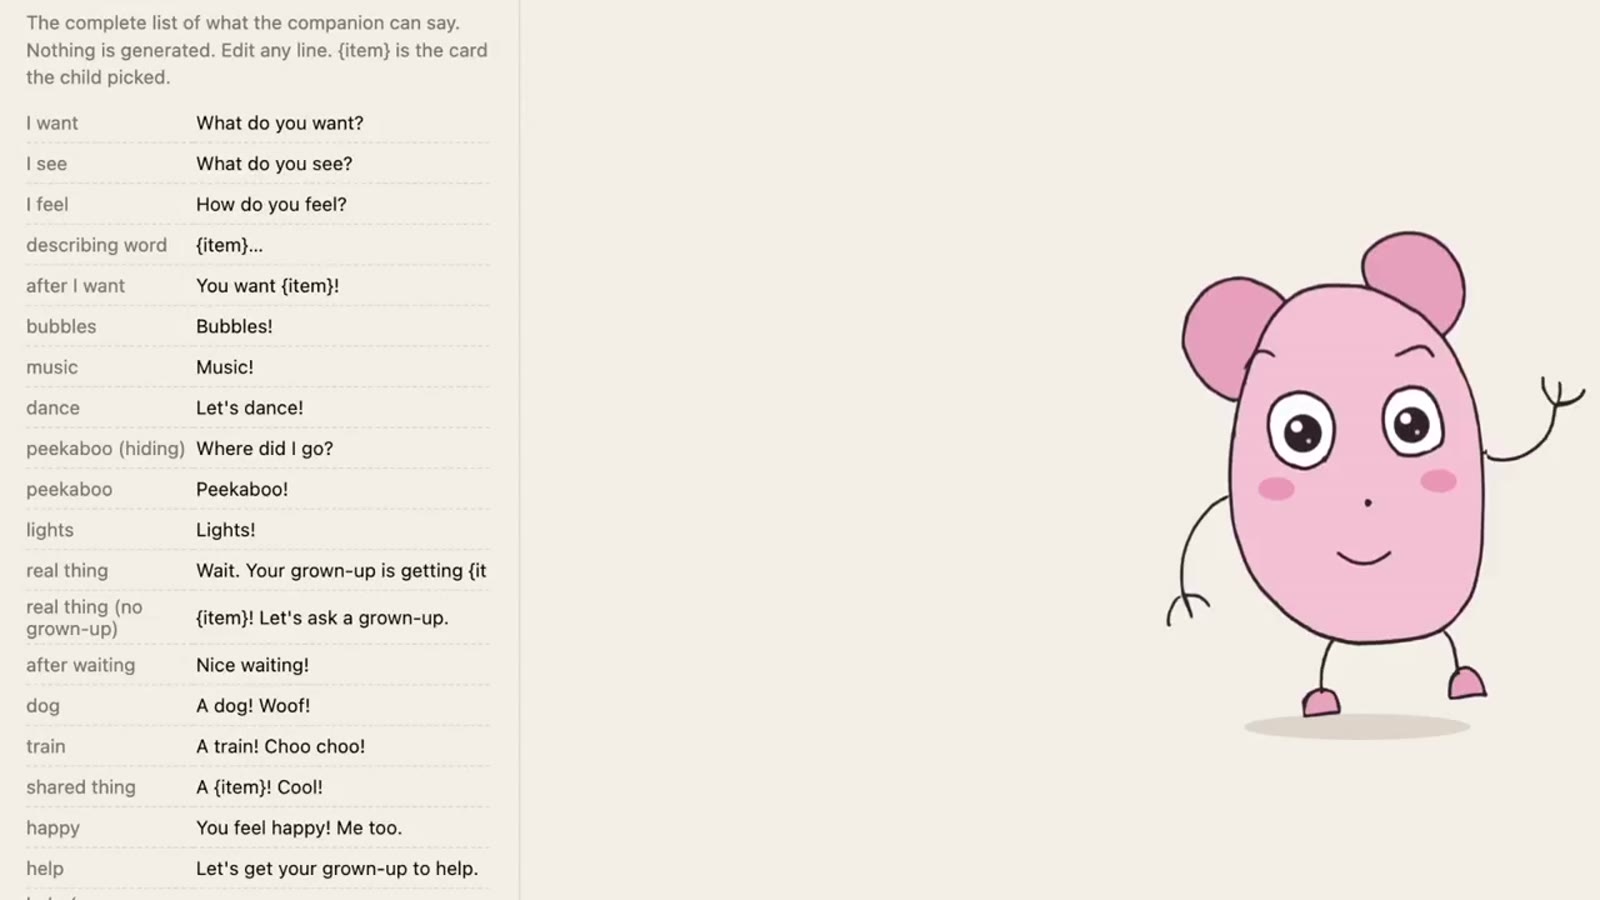 The complete list of what the companion can say.
Nothing is generated. Edit any line. {item} is the card
the child picked.
I want What do you want?
I see What do you see?
I feel How do you feel?
describing word {item}...
after I want You want {item}!
bubbles Bubbles!
music Music!
dance Let's dance!
peekaboo (hiding) Where did I go?
peekaboo Peekaboo!
lights Lights!
real thing Wait. Your grown-up is getting {it
real thing (no
grown-up) {item}! Let's ask a grown-up.
after waiting Nice waiting!
dog A dog! Woof!
train A train! Choo choo!
shared thing A {item}! Cool!
happy You feel happy! Me too.
help Let's get your grown-up to help.